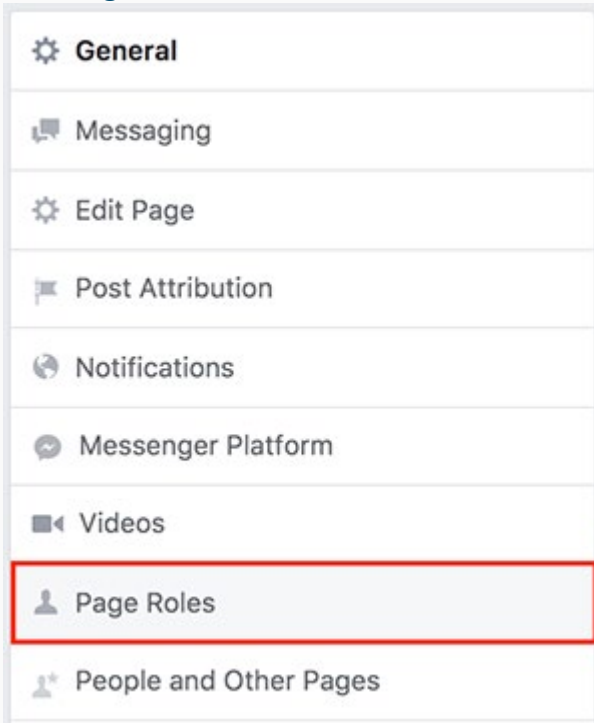 General
Messaging
Edit Page
Post Attribution
Notifications
Messenger Platform
Videos
Page Roles
People and Other Pages